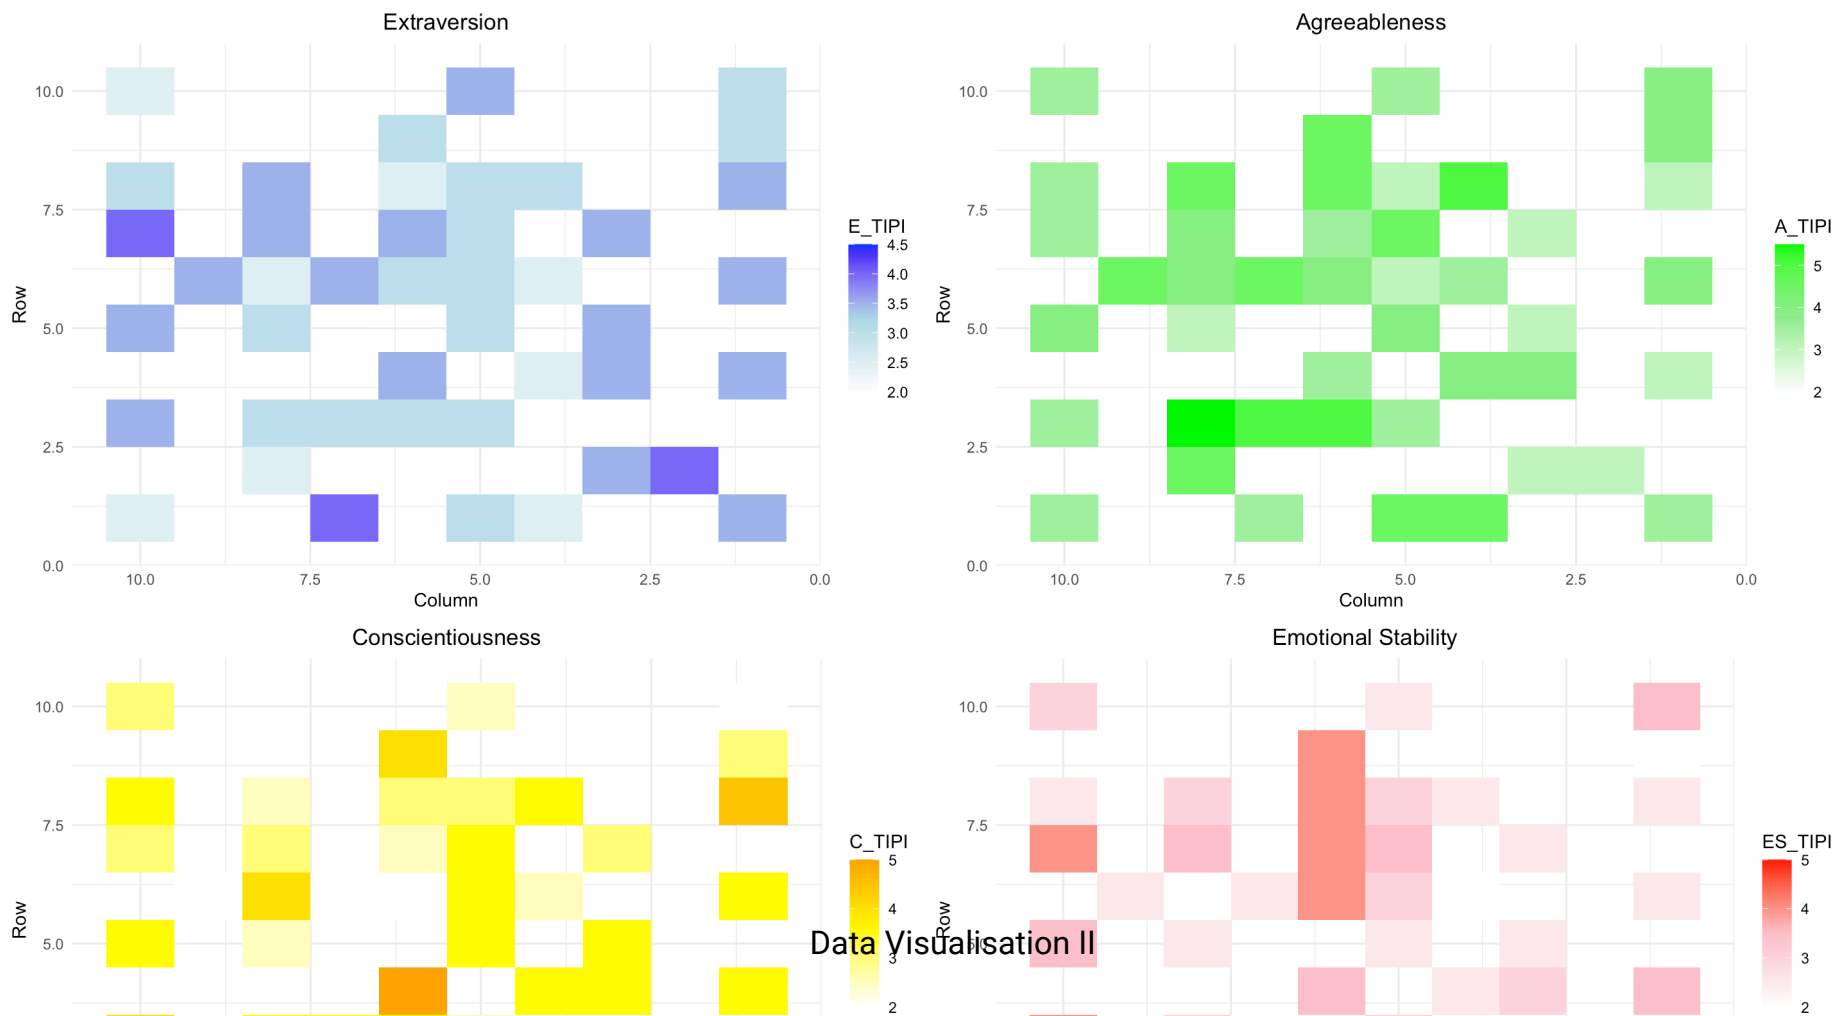 Extraversion
Agreeableness
10.0
7.5
5.0
2.5
0.0
Row
10.0 7.5 5.0 2.5 0.0
Column
E_TIPI
4.5
4.0
3.5
3.0
2.5
2.0
10.0
7.5
5.0
2.5
0.0
Row
10.0 7.5 5.0 2.5 0.0
Column
A_TIPI
5
4
3
2
Conscientiousness
Emotional Stability
10.0
7.5
5.0
Row
C_TIPI
5
4
3
2
10.0
7.5
5.0
Row
ES_TIPI
5
4
3
2
Data Visualisation II